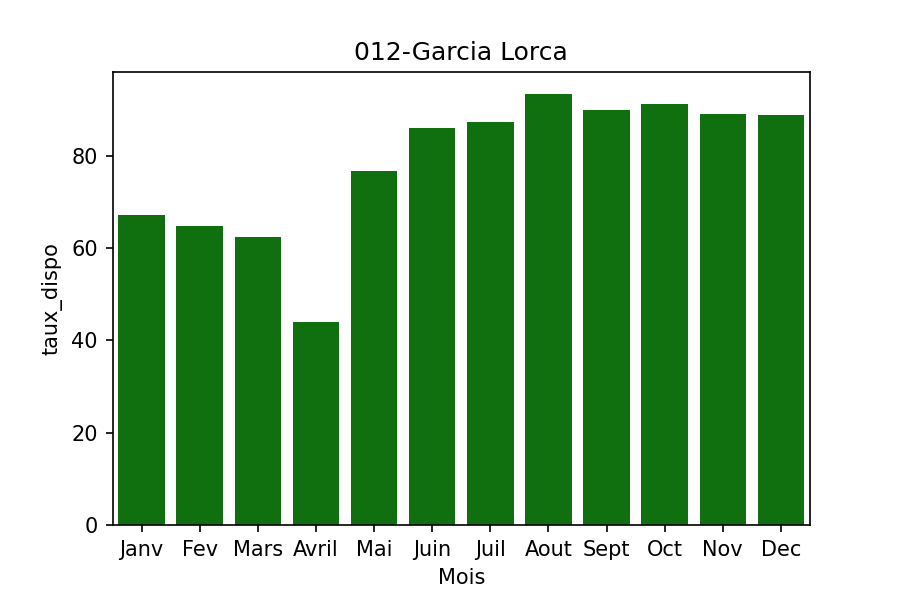 012-Garcia Lorca
taux_dispo
80
60
40
20
0
Janv Fev Mars Avril Mai Juin Juil Aout Sept Oct Nov Dec
Mois